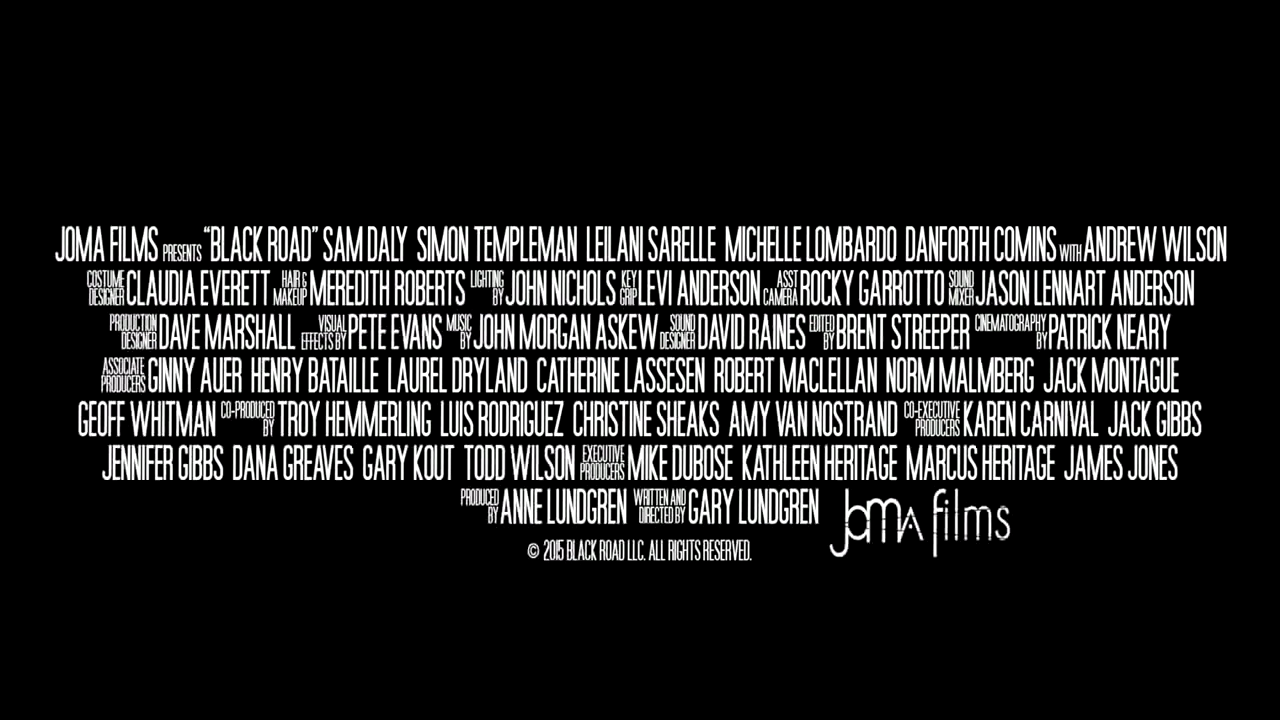 JOMA FILMS PRESENTS "BLACK ROAD" SAM DALY SIMON TEMPLEMAN LEILANI SARELLE MICHELLE LOMBARDO DANFORTH COMINS WITH ANDREW WILSON
COSTUME DESIGNER CLAUDIA EVERETT HAIR & MAKEUP MEREDITH ROBERTS LIGHTING BY JOHN NICHOLS KEY GRIP LEVI ANDERSON ASST CAMERA ROCKY GARROTTO SOUND MIXER JASON LENNART ANDERSON
PRODUCTION DESIGNER DAVE MARSHALL VISUAL EFFECTS BY PETE EVANS MUSIC BY JOHN MORGAN ASKEW SOUND DESIGNER DAVID RAINES EDITED BY BRENT STREEPER CINEMATOGRAPHY BY PATRICK NEARY
ASSOCIATE PRODUCERS GINNY AUER HENRY BATAILLE LAUREL DRYLAND CATHERINE LASSESEN ROBERT MACLELLAN NORM MALMBERG JACK MONTAGUE
GEOFF WHITMAN CO-PRODUCED BY TROY HEMMERLING LUIS RODRIGUEZ CHRISTINE SHEAKS AMY VAN NOSTRAND CO-EXECUTIVE PRODUCERS KAREN CARNIVAL JACK GIBBS
JENNIFER GIBBS DANA GREAVES GARY KOUT TODD WILSON EXECUTIVE PRODUCERS MIKE DUBOSE KATHLEEN HERITAGE MARCUS HERITAGE JAMES JONES
PRODUCED BY ANNE LUNDGREN WRITTEN AND DIRECTED BY GARY LUNDGREN JOMA films
© 2015 BLACK ROAD LLC. ALL RIGHTS RESERVED.